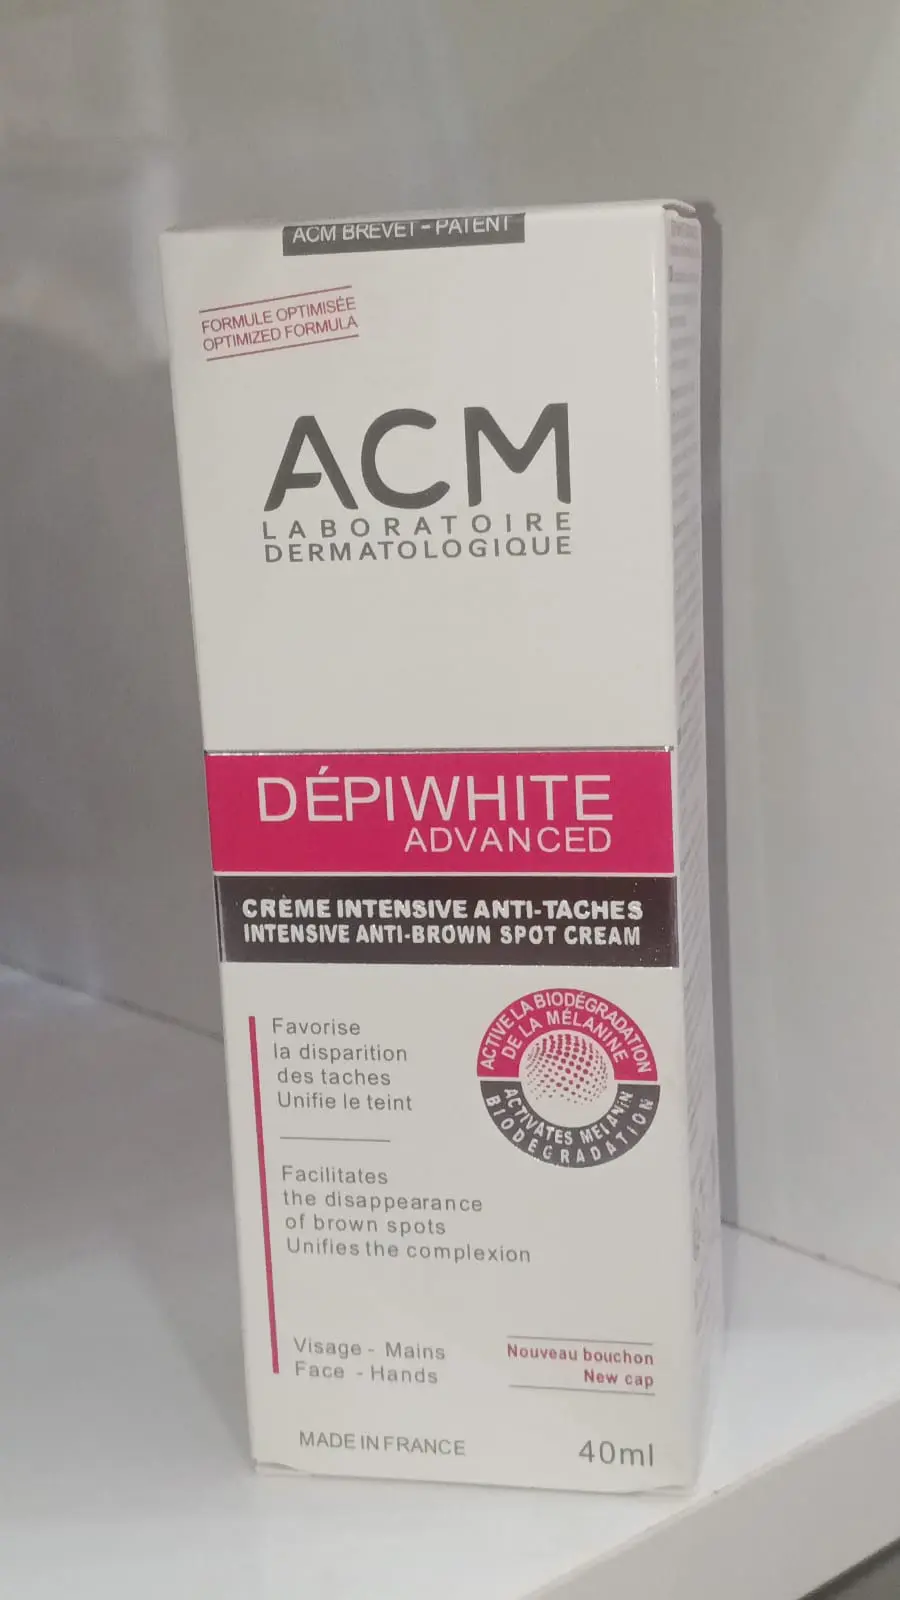 ACM BREVET - PATENT
FORMULE OPTIMISÉE
OPTIMIZED FORMULA
ACM
LABORATOIRE
DERMATOLOGIQUE
DÉPIWHITE
ADVANCED
CRÈME INTENSIVE ANTI-TACHES
INTENSIVE ANTI-BROWN SPOT CREAM
ACTIVE LA BIODÉGRADATION
DE LA MÉLANINE
ACTIVATES MELANIN
BIODEGRADATION
Favorise
la disparition
des taches
Unifie le teint
Facilitates
the disappearance
of brown spots
Unifies the complexion
Visage - Mains
Face - Hands
Nouveau bouchon
New cap
MADE IN FRANCE
40ml